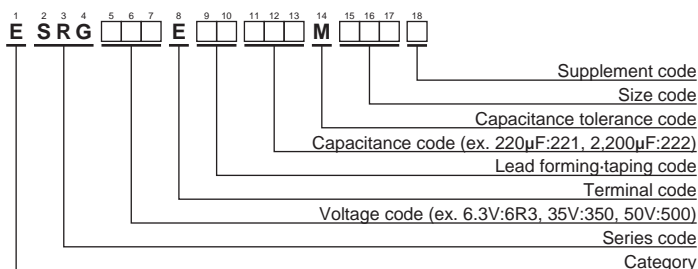 1 2 3 4 5 6 7 8 9 10 11 12 13 14 15 16 17 18
E S R G E M
Supplement code
Size code
Capacitance tolerance code
Capacitance code (ex. 220μF:221, 2,200μF:222)
Lead forming·taping code
Terminal code
Voltage code (ex. 6.3V:6R3, 35V:350, 50V:500)
Series code
Category